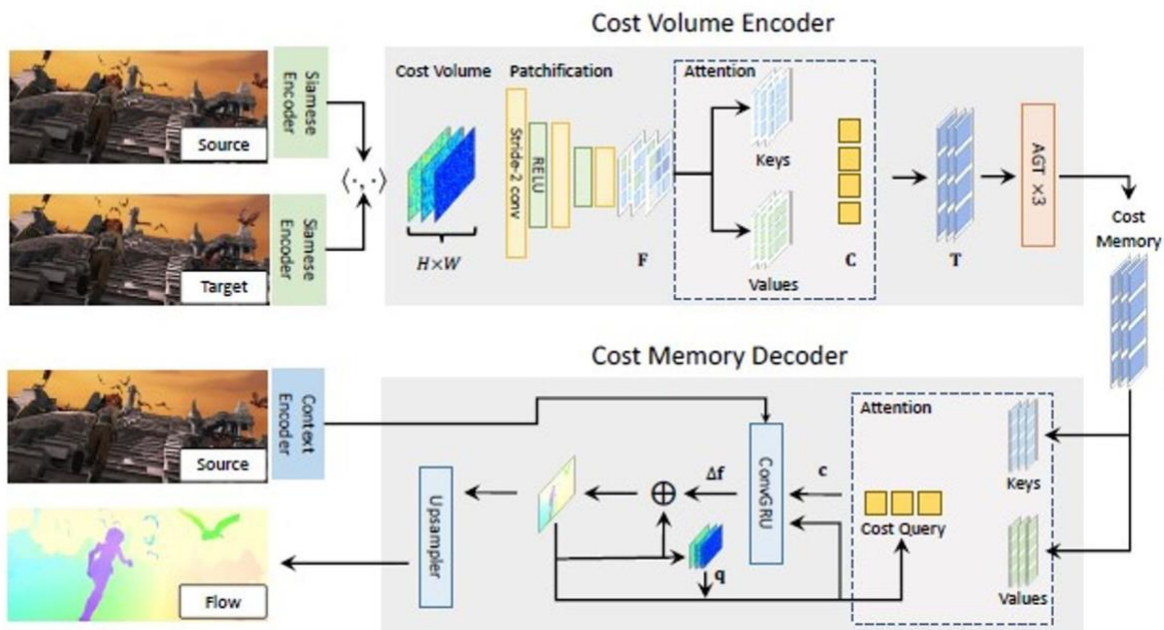 Cost Volume Encoder
Siamese Encoder
Source
Siamese Encoder
Target
⟨·,·⟩
Cost Volume
H×W
Patchification
Stride-2 conv
RELU
F
Attention
Keys
Values
C
T
AGT ×3
Cost
Memory
Cost Memory Decoder
Source
Context Encoder
Flow
Upsampler
Δf
q
ConvGRU
c
Attention
Cost Query
Keys
Values